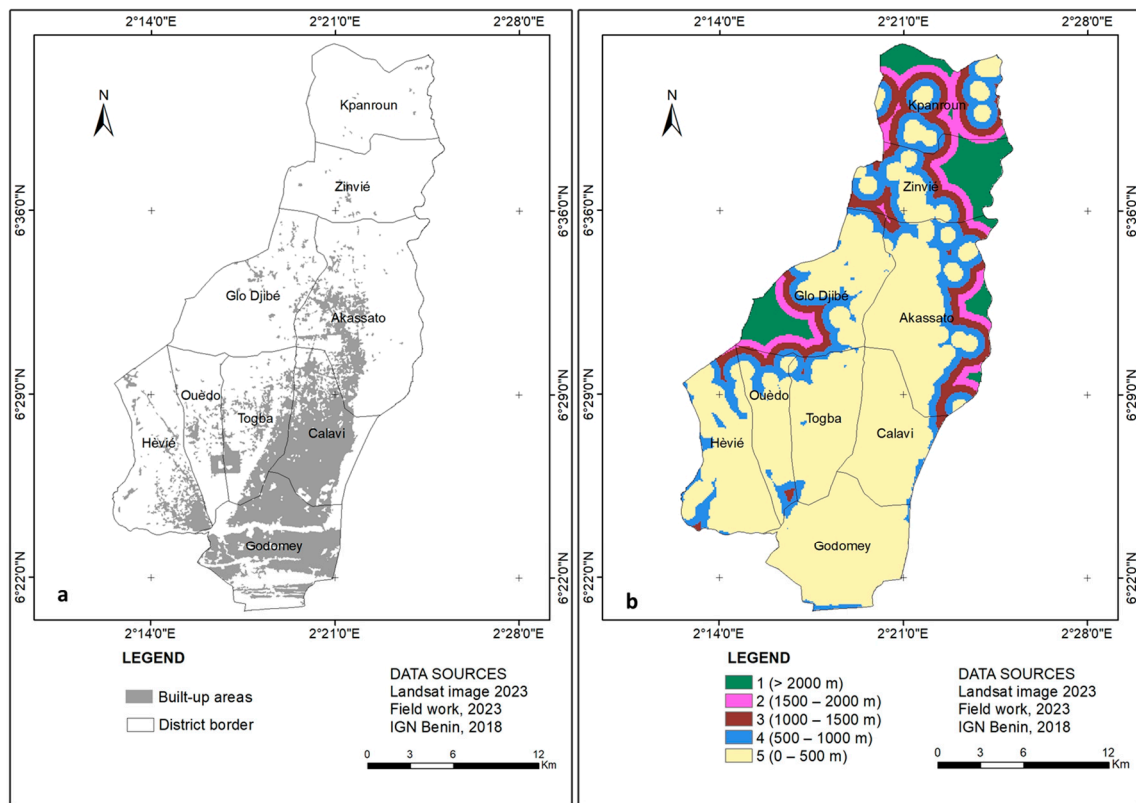 2°14'0"E 2°21'0"E 2°28'0"E
N
Kpanroun
Zinvié
6°36'0"N 6°36'0"N
Glo Djibé
Akassato
6°29'0"N 6°29'0"N
Ouèdo
Togba
Calavi
Hèvié
Godomey
6°22'0"N 6°22'0"N
a
2°14'0"E 2°21'0"E 2°28'0"E
LEGEND
Built-up areas
District border
DATA SOURCES
Landsat image 2023
Field work, 2023
IGN Benin, 2018
0 3 6 12
Km
2°14'0"E 2°21'0"E 2°28'0"E
N
Kpanroun
Zinvié
6°36'0"N 6°36'0"N
Glo Djibé
Akassato
6°29'0"N 6°29'0"N
Ouèdo
Togba
Calavi
Hèvié
Godomey
6°22'0"N 6°22'0"N
b
2°14'0"E 2°21'0"E 2°28'0"E
LEGEND
1 (> 2000 m)
2 (1500 – 2000 m)
3 (1000 – 1500 m)
4 (500 – 1000 m)
5 (0 – 500 m)
DATA SOURCES
Landsat image 2023
Field work, 2023
IGN Benin, 2018
0 3 6 12
Km